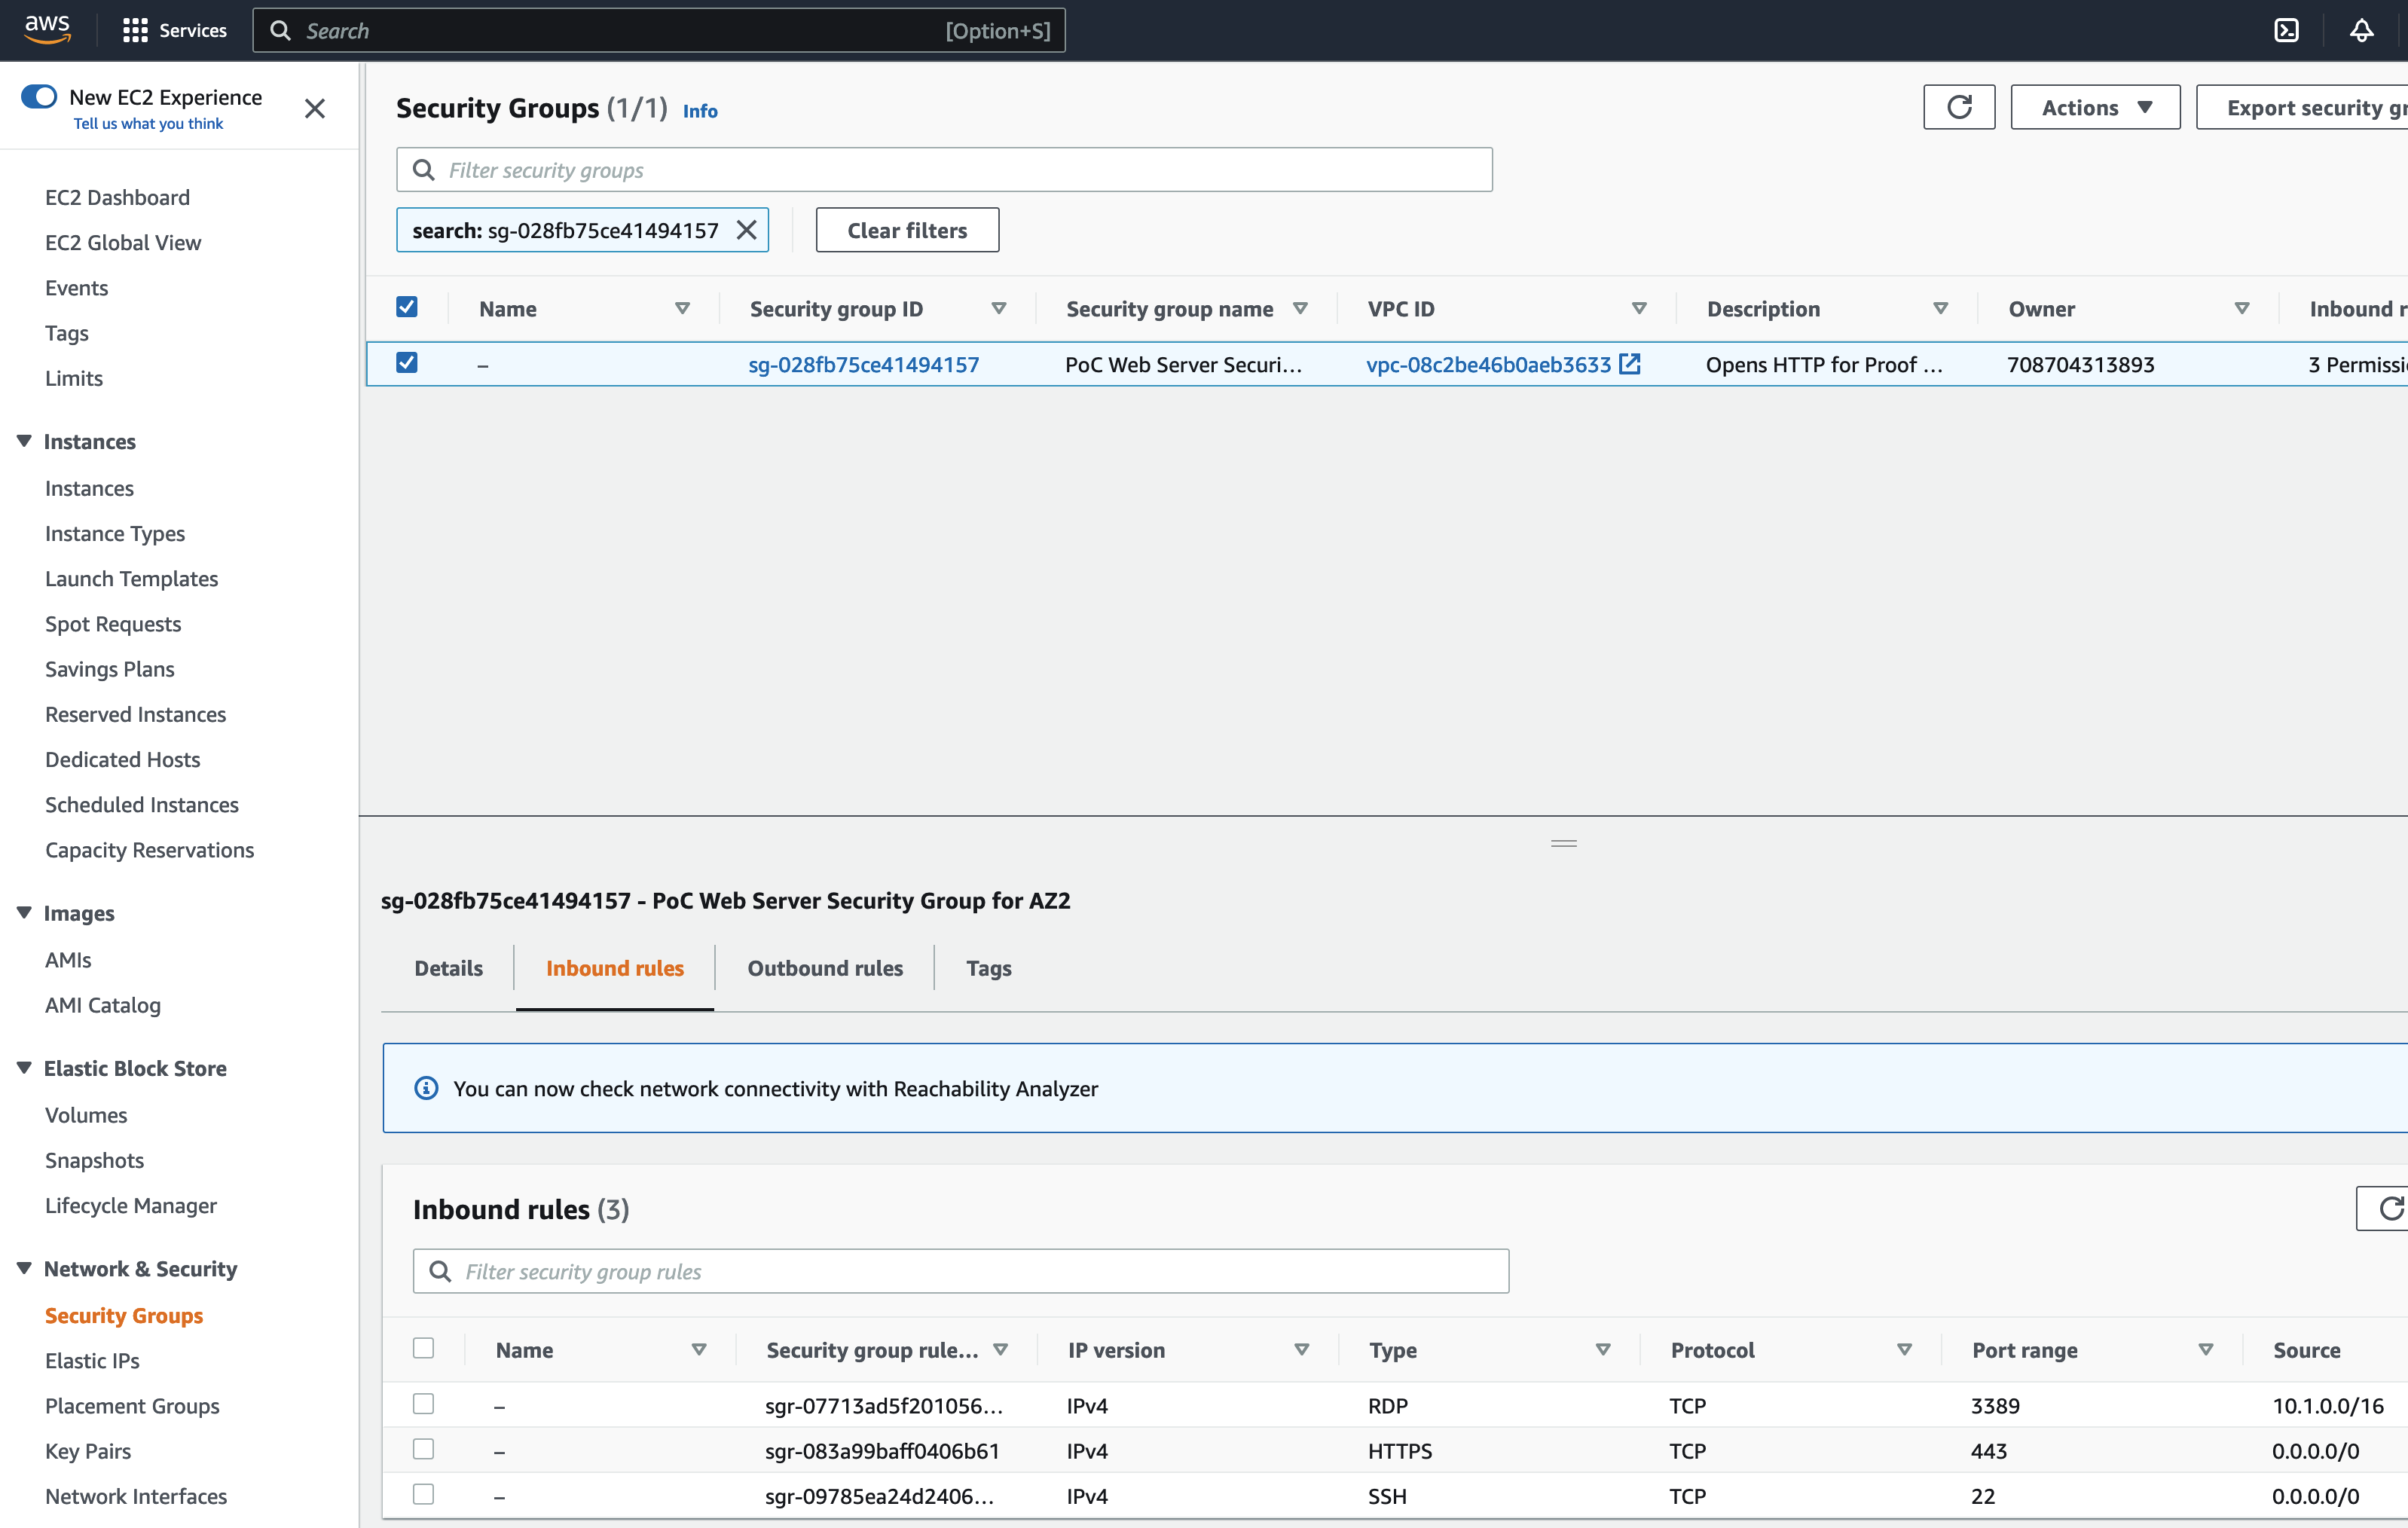 aws Services Search [Option+S]
New EC2 Experience
Tell us what you think
EC2 Dashboard
EC2 Global View
Events
Tags
Limits
Instances
Instances
Instance Types
Launch Templates
Spot Requests
Savings Plans
Reserved Instances
Dedicated Hosts
Scheduled Instances
Capacity Reservations
Images
AMIs
AMI Catalog
Elastic Block Store
Volumes
Snapshots
Lifecycle Manager
Network & Security
Security Groups
Elastic IPs
Placement Groups
Key Pairs
Network Interfaces
Security Groups (1/1) Info
Actions
Export security gr
Filter security groups
search: sg-028fb75ce41494157
Clear filters
Name Security group ID Security group name VPC ID Description Owner Inbound r
– sg-028fb75ce41494157 PoC Web Server Securi... vpc-08c2be46b0aeb3633 Opens HTTP for Proof ... 708704313893 3 Permissi
sg-028fb75ce41494157 - PoC Web Server Security Group for AZ2
Details Inbound rules Outbound rules Tags
You can now check network connectivity with Reachability Analyzer
Inbound rules (3)
Filter security group rules
Name Security group rule... IP version Type Protocol Port range Source
– sgr-07713ad5f201056... IPv4 RDP TCP 3389 10.1.0.0/16
– sgr-083a99baff0406b61 IPv4 HTTPS TCP 443 0.0.0.0/0
– sgr-09785ea24d2406... IPv4 SSH TCP 22 0.0.0.0/0